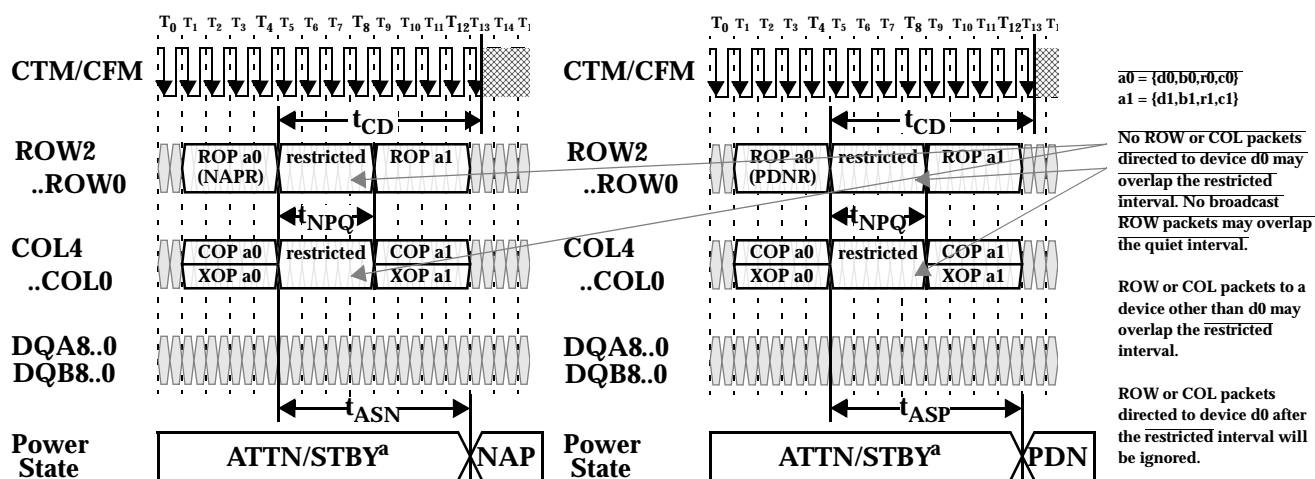 T0 T1 T2 T3 T4 T5 T6 T7 T8 T9 T10 T11 T12 T13 T14 T1
CTM/CFM
tCD
ROW2
..ROW0
ROP a0
(NAPR)
restricted
ROP a1
tNPQ
COL4
..COL0
COP a0
XOP a0
restricted
COP a1
XOP a1
DQA8..0
DQB8..0
tASN
Power
State
ATTN/STBYa
NAP
T0 T1 T2 T3 T4 T5 T6 T7 T8 T9 T10 T11 T12 T13 T1
CTM/CFM
tCD
ROW2
..ROW0
ROP a0
(PDNR)
restricted
ROP a1
tNPQ
COL4
..COL0
COP a0
XOP a0
restricted
COP a1
XOP a1
DQA8..0
DQB8..0
tASP
Power
State
ATTN/STBYa
PDN
a0 = {d0,b0,r0,c0}
a1 = {d1,b1,r1,c1}
No ROW or COL packets
directed to device d0 may
overlap the restricted
interval. No broadcast
ROW packets may overlap
the quiet interval.
ROW or COL packets to a
device other than d0 may
overlap the restricted
interval.
ROW or COL packets
directed to device d0 after
the restricted interval will
be ignored.